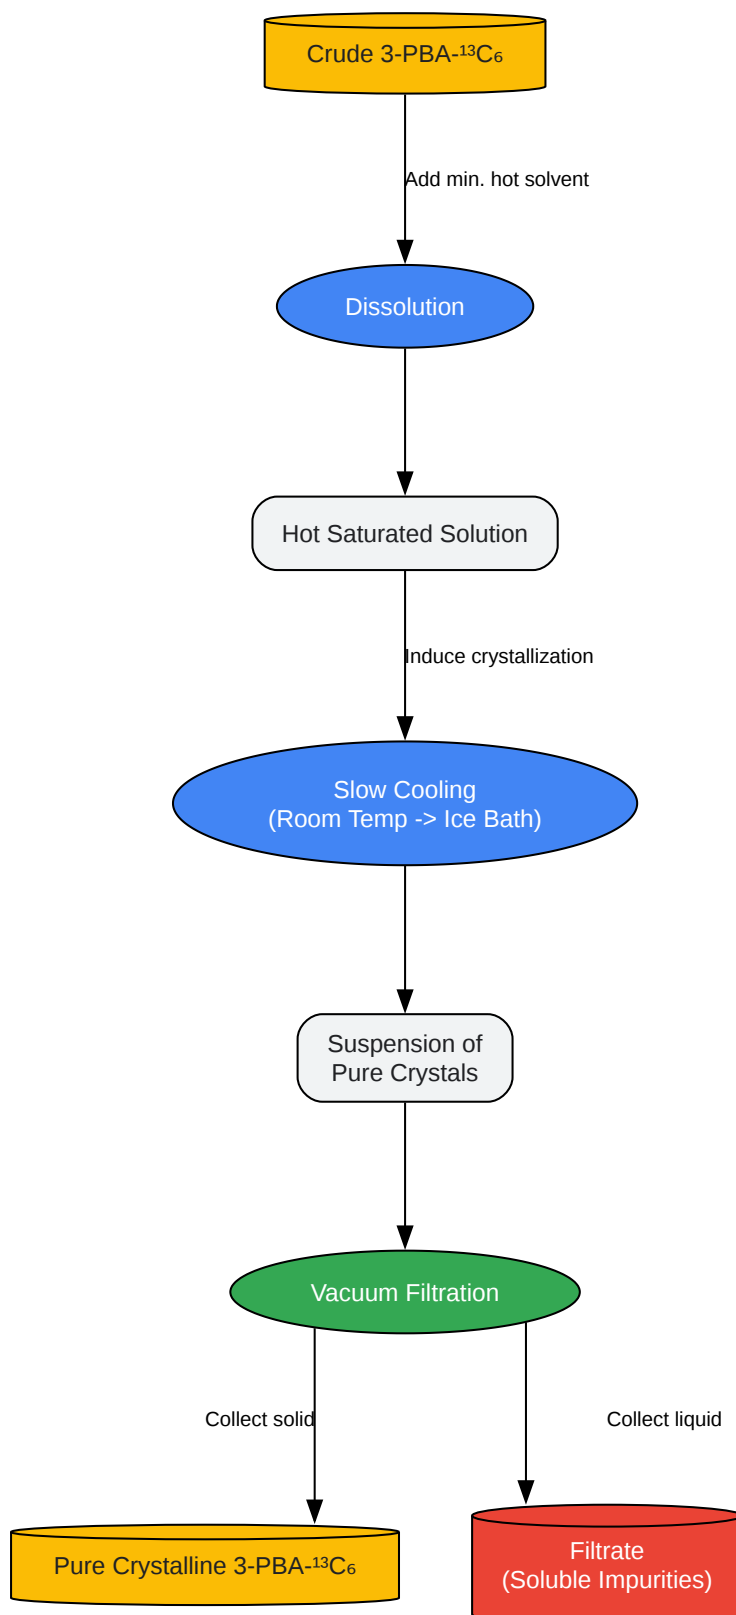 Crude 3-PBA-¹³C₆
Add min. hot solvent
Dissolution
Hot Saturated Solution
Induce crystallization
Slow Cooling
(Room Temp -> Ice Bath)
Suspension of
Pure Crystals
Vacuum Filtration
Collect solid
Collect liquid
Pure Crystalline 3-PBA-¹³C₆
Filtrate
(Soluble Impurities)